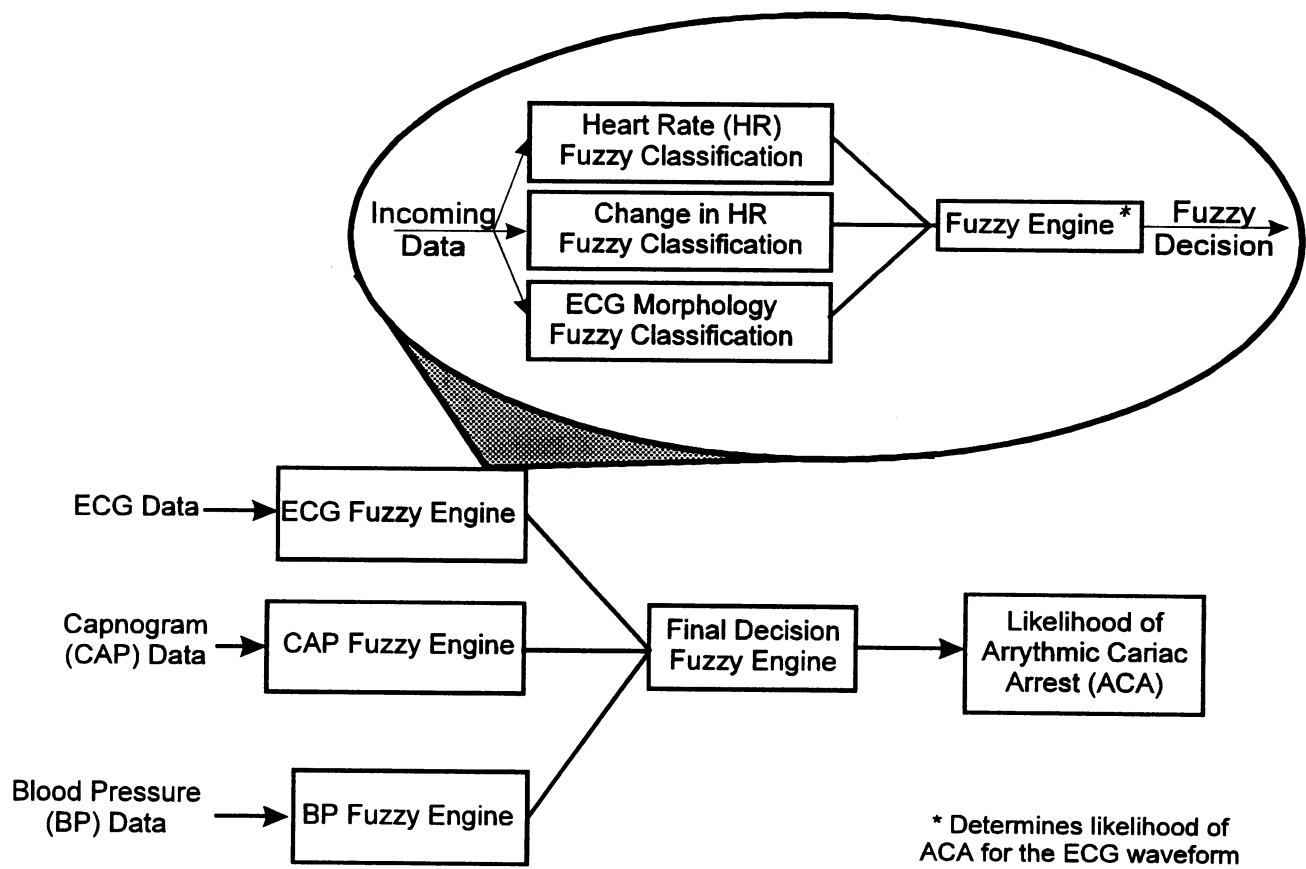 Heart Rate (HR)
Fuzzy Classification
Incoming
Data
Change in HR
Fuzzy Classification
Fuzzy Engine *
Fuzzy
Decision
ECG Morphology
Fuzzy Classification
ECG Data
ECG Fuzzy Engine
Capnogram
(CAP) Data
CAP Fuzzy Engine
Final Decision
Fuzzy Engine
Likelihood of
Arrythmic Cariac
Arrest (ACA)
Blood Pressure
(BP) Data
BP Fuzzy Engine
* Determines likelihood of
ACA for the ECG waveform